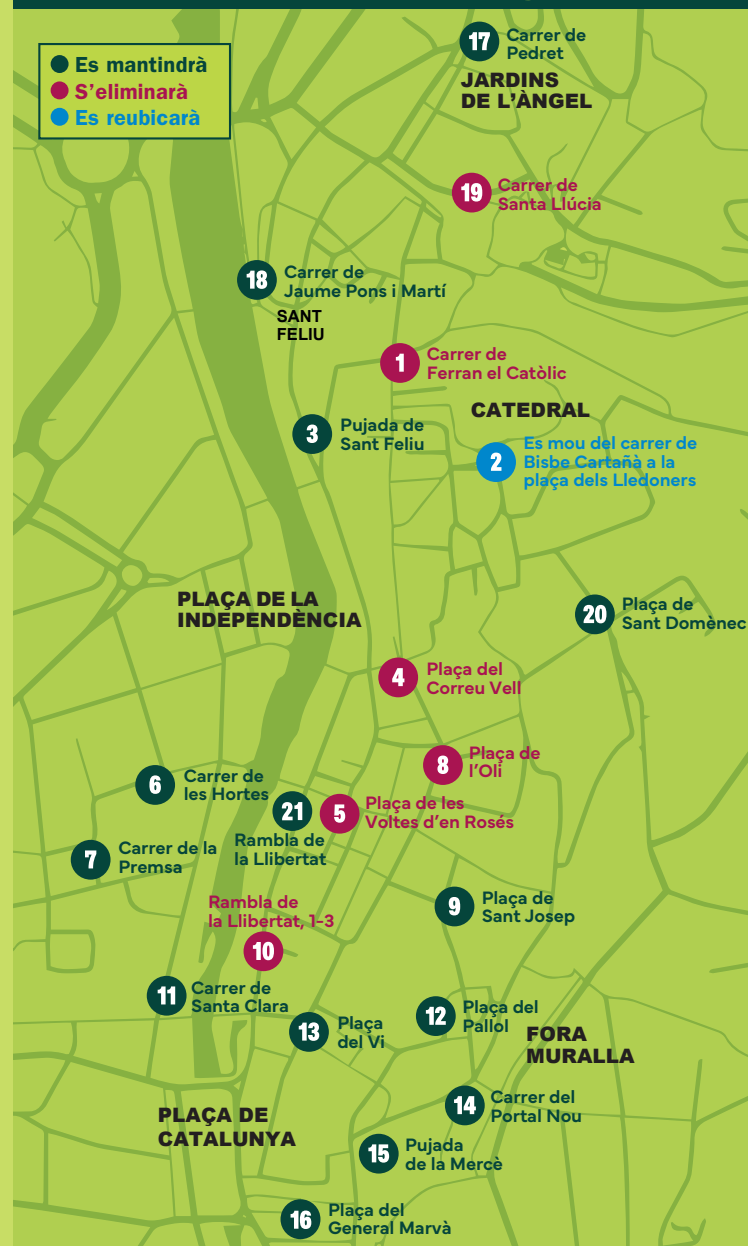 Es mantindrà
S'eliminarà
Es reubicarà
17
Carrer de
Pedret
JARDINS
DE L'ÀNGEL
19
Carrer de
Santa Llúcia
18
Carrer de
Jaume Pons i Martí
SANT
FELIU
1
Carrer de
Ferran el Catòlic
CATEDRAL
3
Pujada de
Sant Feliu
2
Es mou del carrer de
Bisbe Cartañà a la
plaça dels Lledoners
PLAÇA DE LA
INDEPENDÈNCIA
20
Plaça de
Sant Domènec
4
Plaça del
Correu Vell
8
Plaça de
l'Oli
6
Carrer de
les Hortes
21
Rambla de
la Llibertat
5
Plaça de les
Voltes d'en Rosés
7
Carrer de la
Premsa
9
Plaça de
Sant Josep
Rambla de
la Llibertat, 1-3
10
11
Carrer de
Santa Clara
13
Plaça
del Vi
12
Plaça del
Pallol
FORA
MURALLA
14
Carrer del
Portal Nou
PLAÇA DE
CATALUNYA
15
Pujada
de la Mercè
16
Plaça del
General Marvà